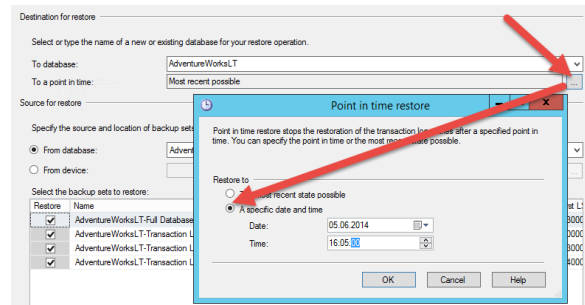 Destination for restore
Select or type the name of a new or existing database for your restore operation.
To database: AdventureWorksLT
To a point in time: Most recent possible ...
Source for restore
Point in time restore
Specify the source and location of backup sets
Point in time restore stops the restoration of the transaction log entries after a specified point in
time. You can specify the point in time or the most recent state possible.
From database: Advent
From device:
Restore to
Select the backup sets to restore:
most recent state possible
Restore Name
A specific date and time
AdventureWorksLT-Full Database
Date: 05.06.2014
AdventureWorksLT-Transaction L
Time: 16:05:00
AdventureWorksLT-Transaction L
AdventureWorksLT-Transaction L
OK Cancel Help